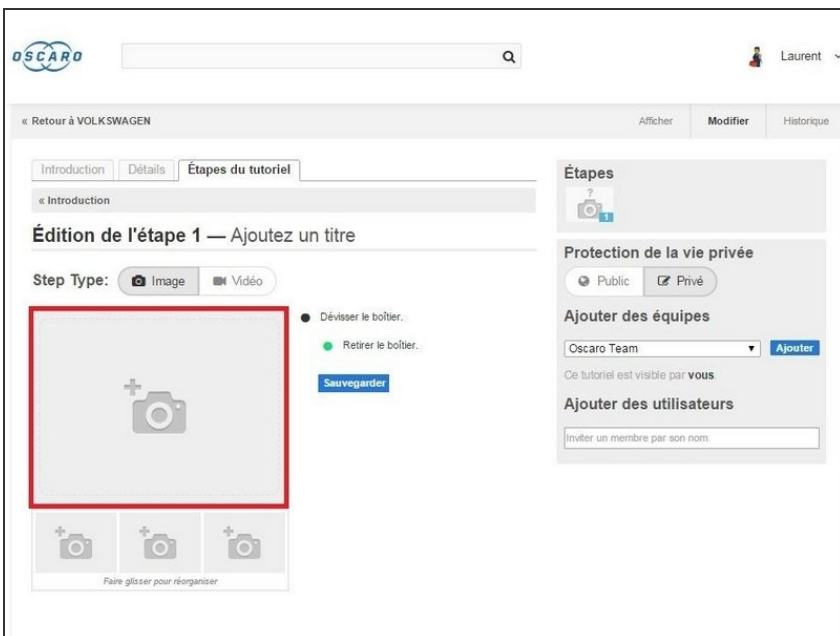 OSCARO
Laurent
« Retour à VOLKSWAGEN
Afficher
Modifier
Historique
Introduction
Détails
Étapes du tutoriel
« Introduction
Édition de l'étape 1 — Ajoutez un titre
Step Type:
Image
Vidéo
Dévisser le boîtier.
Retirer le boîtier.
Sauvegarder
Faire glisser pour réorganiser
Étapes
?
1
Protection de la vie privée
Public
Privé
Ajouter des équipes
Oscaro Team
Ajouter
Ce tutoriel est visible par vous
Ajouter des utilisateurs
Inviter un membre par son nom